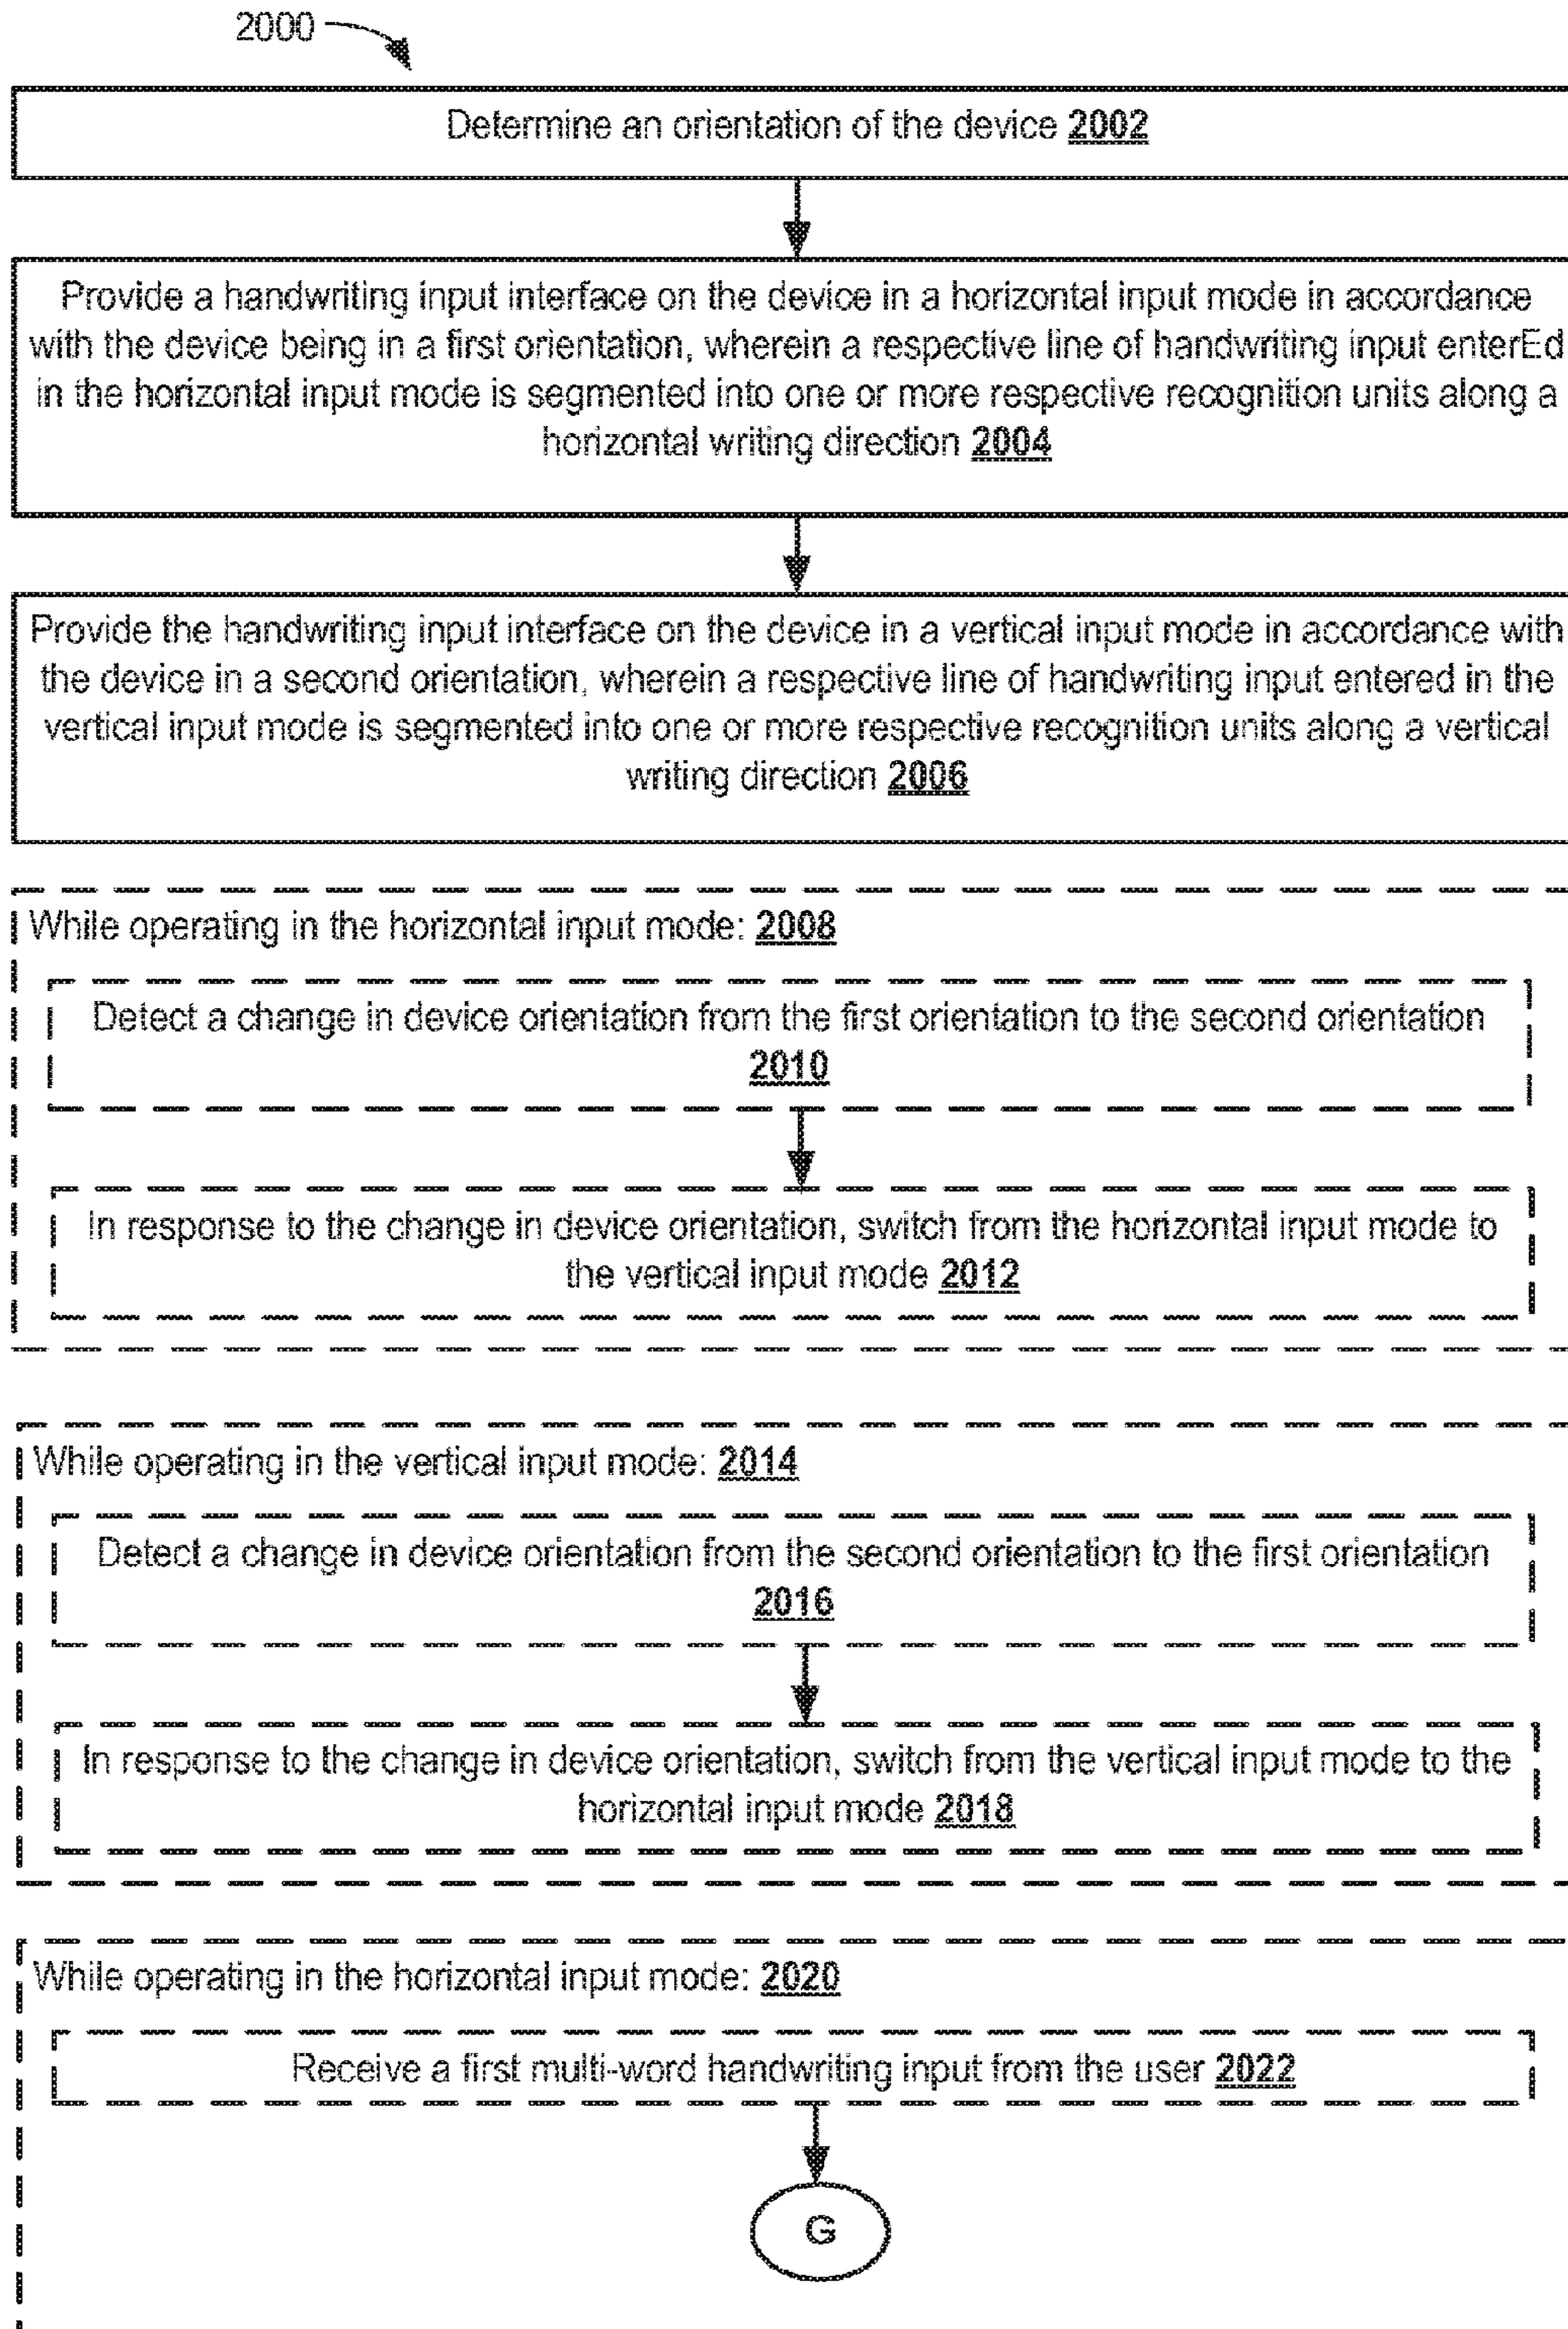 2000
Determine an orientation of the device 2002
Provide a handwriting input interface on the device in a horizontal input mode in accordance
with the device being in a first orientation, wherein a respective line of handwriting input enterEd
in the horizontal input mode is segmented into one or more respective recognition units along a
horizontal writing direction 2004
Provide the handwriting input interface on the device in a vertical input mode in accordance with
the device in a second orientation, wherein a respective line of handwriting input entered in the
vertical input mode is segmented into one or more respective recognition units along a vertical
writing direction 2006
While operating in the horizontal input mode: 2008
Detect a change in device orientation from the first orientation to the second orientation
2010
In response to the change in device orientation, switch from the horizontal input mode to
the vertical input mode 2012
While operating in the vertical input mode: 2014
Detect a change in device orientation from the second orientation to the first orientation
2016
In response to the change in device orientation, switch from the vertical input mode to the
horizontal input mode 2018
While operating in the horizontal input mode: 2020
Receive a first multi-word handwriting input from the user 2022
G